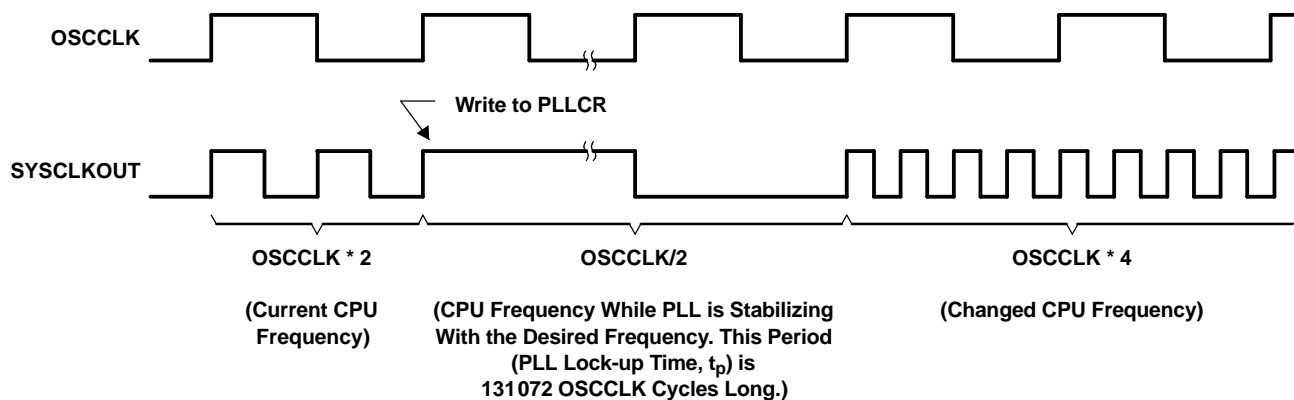 OSCCLK
Write to PLLCR
SYSCLKOUT
OSCCLK * 2
OSCCLK/2
OSCCLK * 4
(Current CPU
Frequency)
(CPU Frequency While PLL is Stabilizing
With the Desired Frequency. This Period
(PLL Lock-up Time, tp) is
131072 OSCCLK Cycles Long.)
(Changed CPU Frequency)